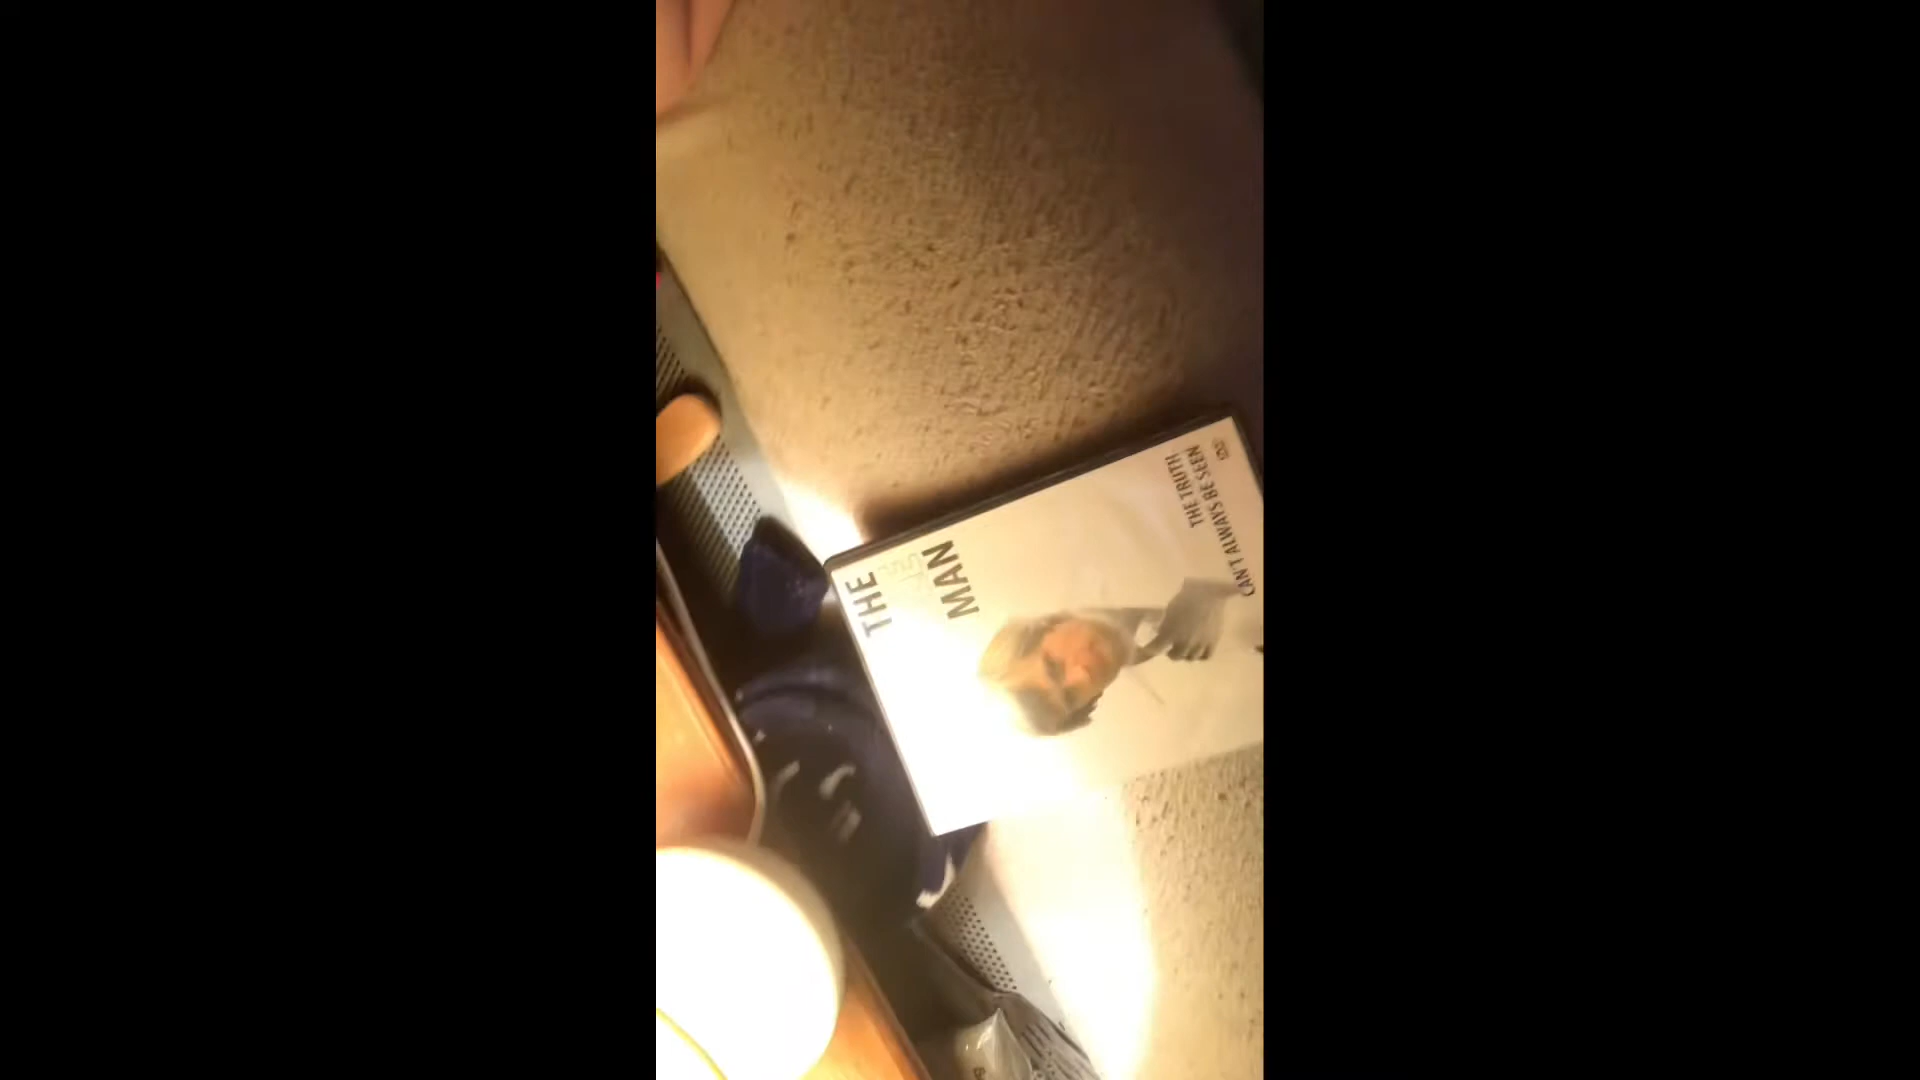 THE
MAN
THE TRUTH
CAN'T ALWAYS BE SEEN